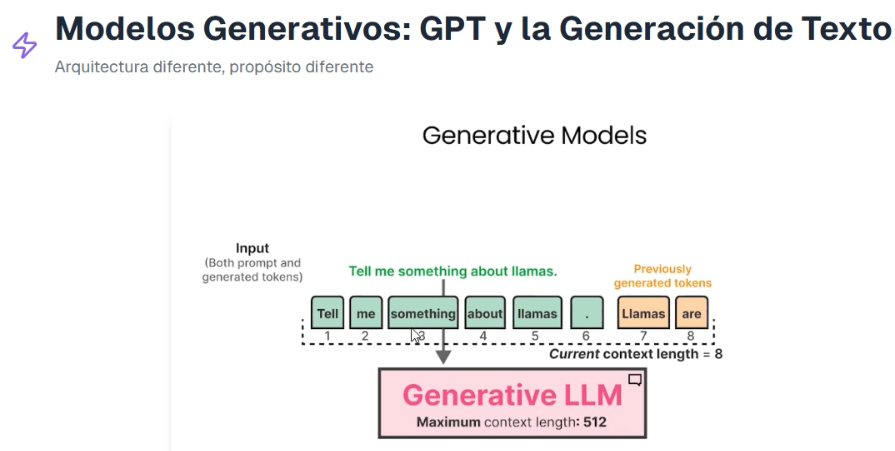 Modelos Generativos: GPT y la Generación de Texto
Arquitectura diferente, propósito diferente
Generative Models
Input
(Both prompt and
generated tokens)
Tell me something about llamas.
Previously
generated tokens
Tell me something about llamas . Llamas are
1 2 3 4 5 6 7 8
Current context length = 8
Generative LLM
Maximum context length: 512